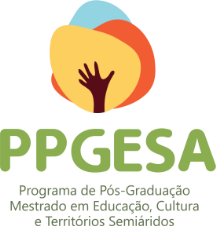 PPGESA
Programa de Pós-Graduação
Mestrado em Educação, Cultura
e Territórios Semiáridos